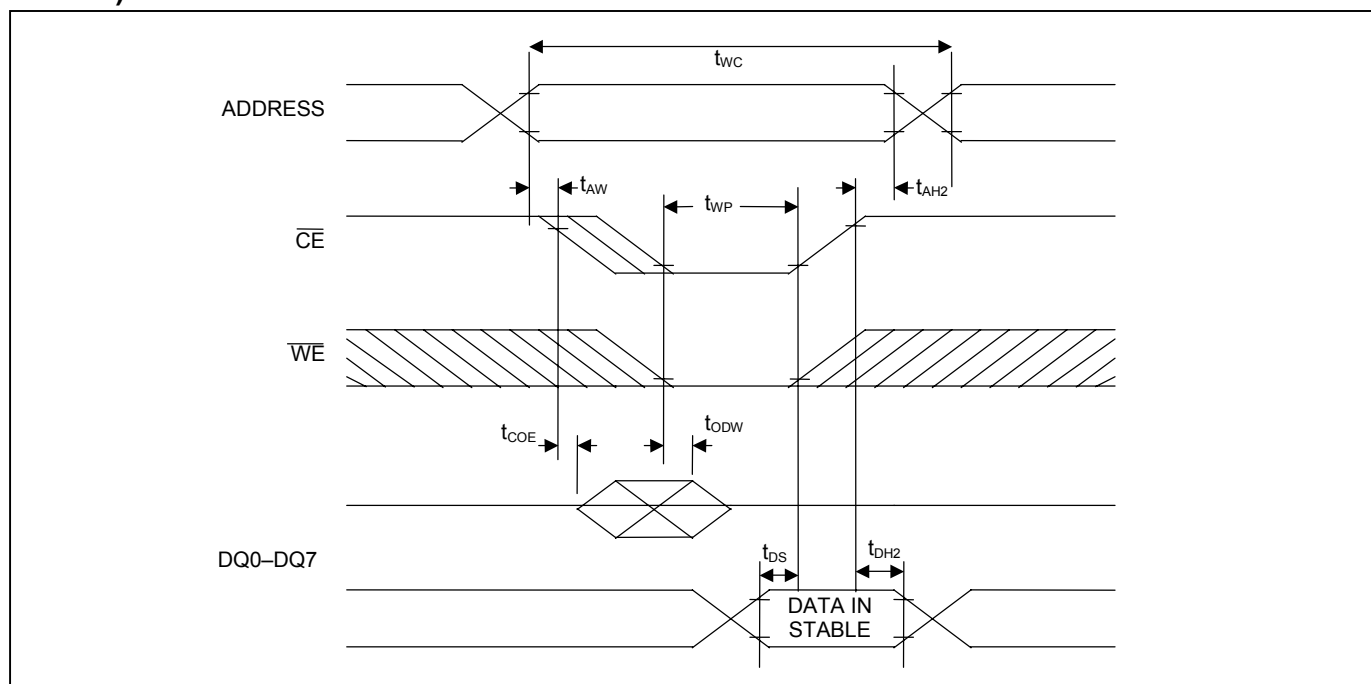 tWC
ADDRESS
tAW
tWP
tAH2
CE
WE
tCOE
tODW
DQ0–DQ7
tDS
tDH2
DATA IN
STABLE